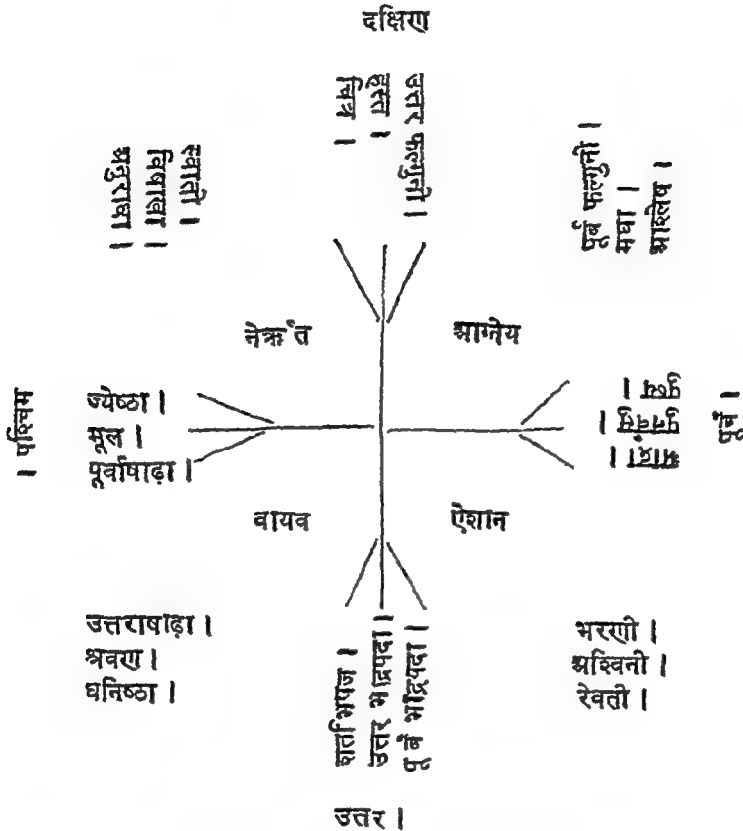 दक्षिण
उत्तर फल्गुनी ।
हस्ता ।
चित्र ।
स्वाती ।
विशाखा ।
अनुराधा ।
पूर्व फल्गुनी ।
मघा ।
आश्लेष ।
नेऋॅत
आग्नेय
। पश्चिम
ज्येष्ठा ।
मूल ।
पूर्वाषाढ़ा ।
पुष्य ।
पुनर्वसु ।
आर्द्रा ।
पूर्व ।
वायव
ऐशान
उत्तराषाढ़ा ।
श्रवण ।
घनिष्ठा ।
शतभिषज ।
उत्तर भाद्रपदा ।
पूर्व भाद्रपदा ।
भरणी ।
अश्विनी ।
रेवती ।
उत्तर ।